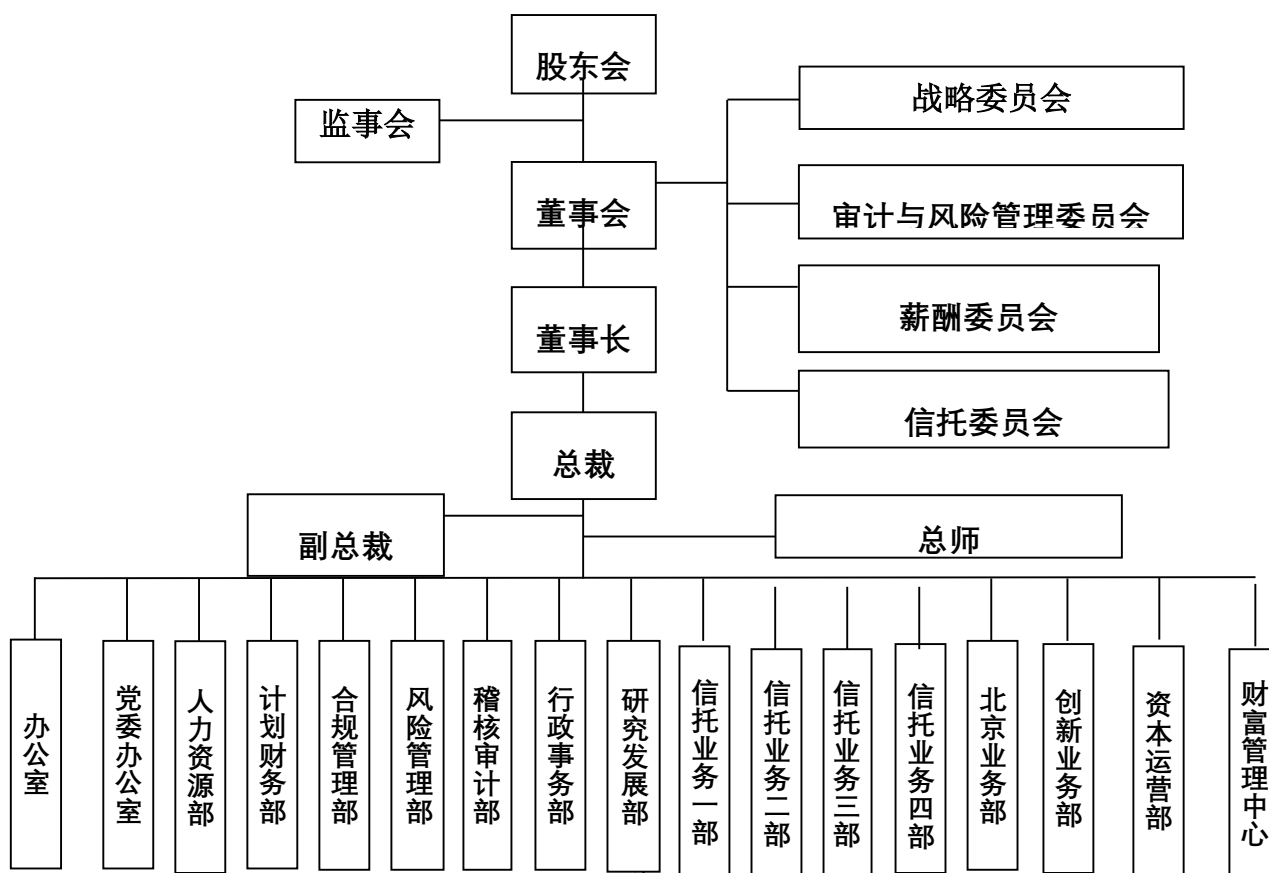 股东会
监事会
战略委员会
董事会
审计与风险管理委员会
董事长
薪酬委员会
信托委员会
总裁
副总裁
总师
办公室
党委办公室
人力资源部
计划财务部
合规管理部
风险管理部
稽核审计部
行政事务部
研究发展部
信托业务一部
信托业务二部
信托业务三部
信托业务四部
北京业务部
创新业务部
资本运营部
财富管理中心